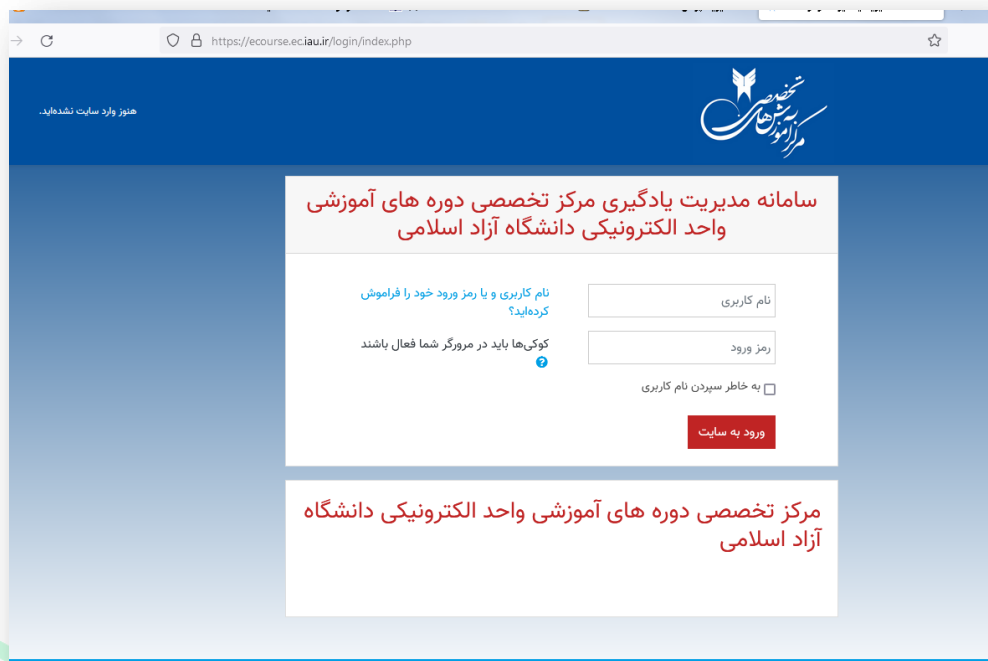 https://ecourse.ec.iau.ir/login/index.php
مرکز آموزش‌های تخصصی
هنوز وارد سایت نشده‌اید.
سامانه مدیریت یادگیری مرکز تخصصی دوره های آموزشی
واحد الکترونیکی دانشگاه آزاد اسلامی
نام کاربری
رمز ورود
به خاطر سپردن نام کاربری
ورود به سایت
نام کاربری و یا رمز ورود خود را فراموش
کرده‌اید؟
کوکی‌ها باید در مرورگر شما فعال باشند
مرکز تخصصی دوره های آموزشی واحد الکترونیکی دانشگاه
آزاد اسلامی